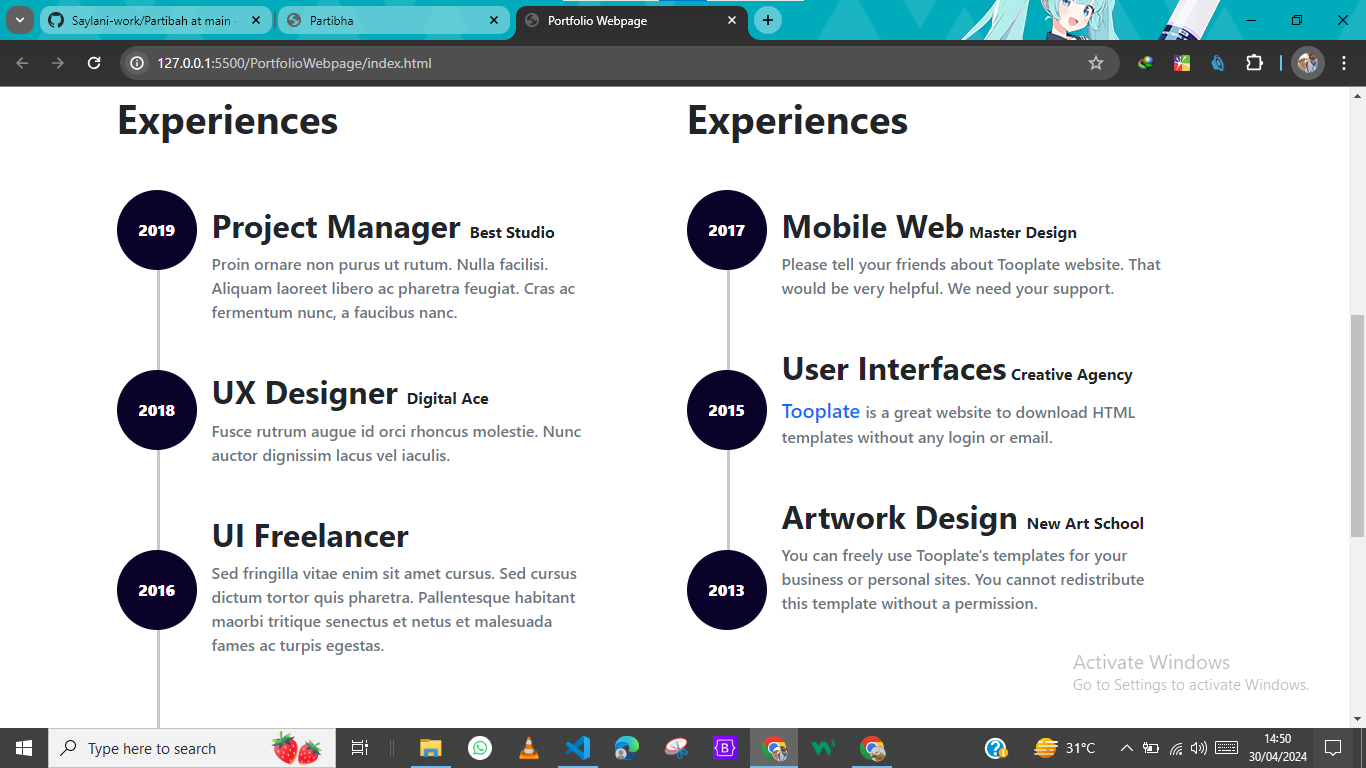 Saylani-work/Partibah at main
Partibha
Portfolio Webpage
127.0.0.1:5500/PortfolioWebpage/index.html
Experiences
2019
Project Manager Best Studio
Proin ornare non purus ut rutum. Nulla facilisi.
Aliquam laoreet libero ac pharetra feugiat. Cras ac
fermentum nunc, a faucibus nanc.
2018
UX Designer Digital Ace
Fusce rutrum augue id orci rhoncus molestie. Nunc
auctor dignissim lacus vel iaculis.
2016
UI Freelancer
Sed fringilla vitae enim sit amet cursus. Sed cursus
dictum tortor quis pharetra. Pallentesque habitant
maorbi tritique senectus et netus et malesuada
fames ac turpis egestas.
Experiences
2017
Mobile Web Master Design
Please tell your friends about Tooplate website. That
would be very helpful. We need your support.
2015
User Interfaces Creative Agency
Tooplate is a great website to download HTML
templates without any login or email.
2013
Artwork Design New Art School
You can freely use Tooplate's templates for your
business or personal sites. You cannot redistribute
this template without a permission.
Activate Windows
Go to Settings to activate Windows.
Type here to search
31°C
14:50
30/04/2024